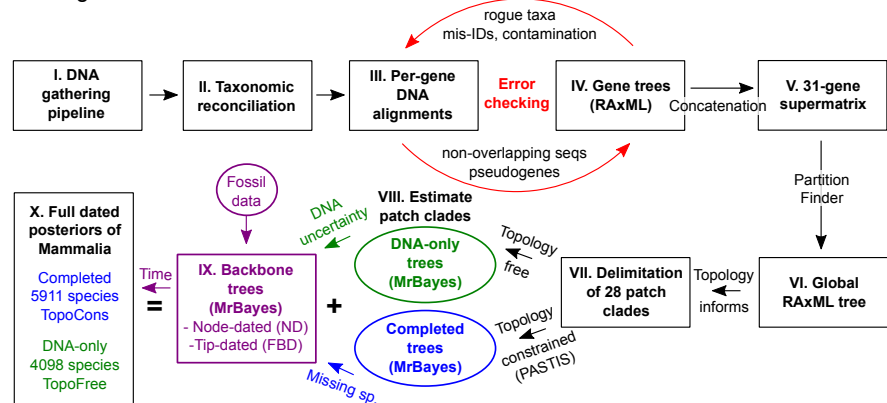 rogue taxa
mis-IDs, contamination
I. DNA
gathering
pipeline
II. Taxonomic
reconciliation
III. Per-gene
DNA
alignments
Error
checking
IV. Gene trees
(RAxML)
Concatenation
V. 31-gene
supermatrix
non-overlapping seqs
pseudogenes
Partition
Finder
VI. Global
RAxML tree
Topology
informs
VII. Delimitation
of 28 patch
clades
VIII. Estimate
patch clades
Topology
free
DNA-only
trees
(MrBayes)
Topology
constrained
(PASTIS)
Completed
trees
(MrBayes)
DNA
uncertainty
Missing sp.
+
Fossil
data
IX. Backbone
trees
(MrBayes)
- Node-dated (ND)
-Tip-dated (FBD)
Time
=
X. Full dated
posteriors of
Mammalia
Completed
5911 species
TopoCons
DNA-only
4098 species
TopoFree